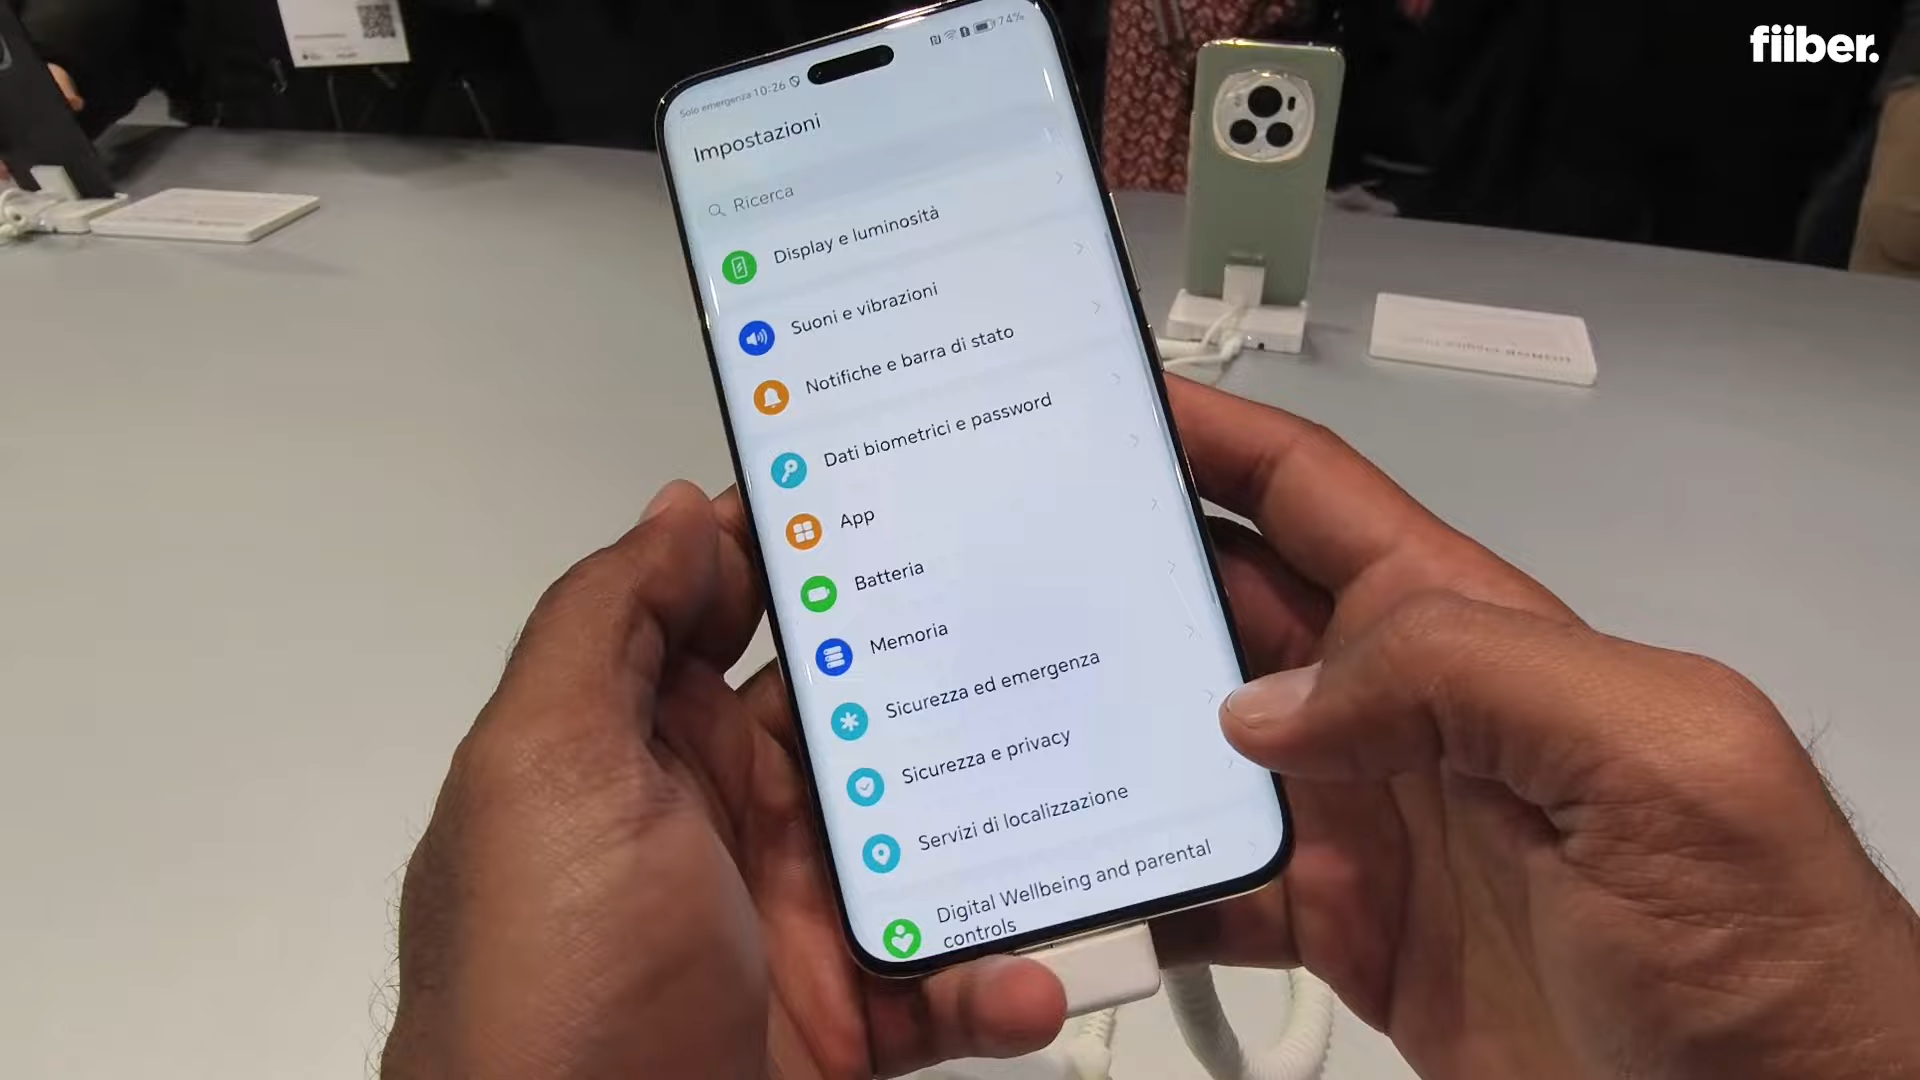 fiiber.
Solo emergenza 10:26
74%
Impostazioni
Ricerca
Display e luminosità
Suoni e vibrazioni
Notifiche e barra di stato
Dati biometrici e password
App
Batteria
Memoria
Sicurezza ed emergenza
Sicurezza e privacy
Servizi di localizzazione
Digital Wellbeing and parental
controls